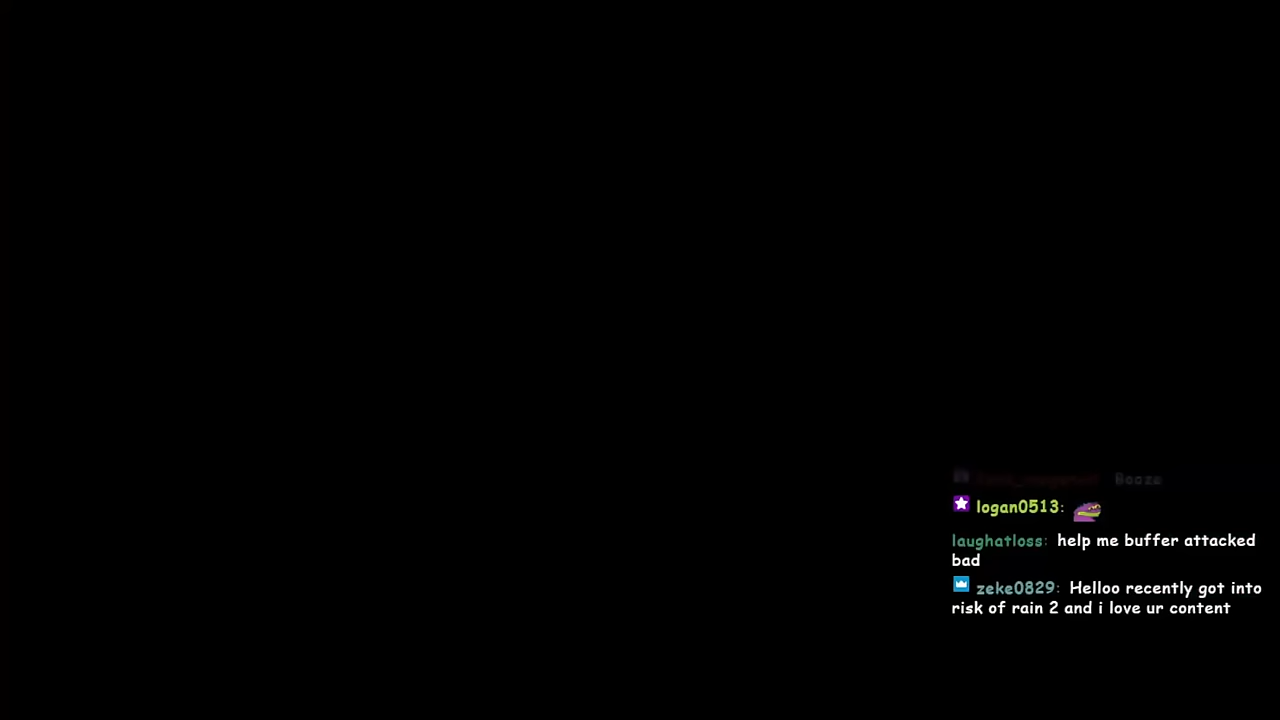 Booze
logan0513:
laughatloss: help me buffer attacked
bad
zeke0829: Helloo recently got into
risk of rain 2 and i love ur content